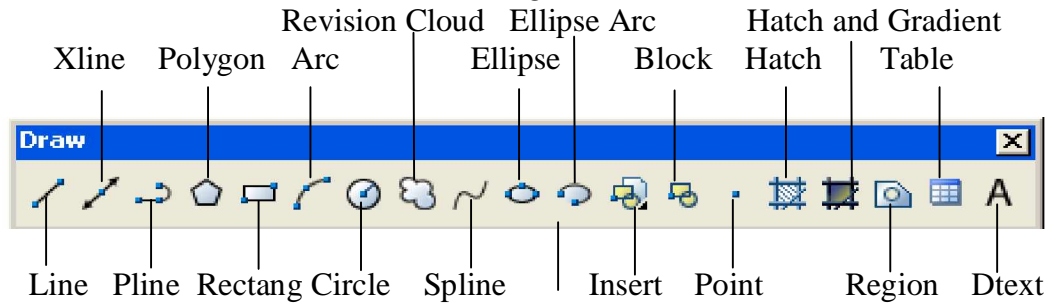 Revision Cloud Ellipse Arc Hatch and Gradient
Xline Polygon Arc Ellipse Block Hatch Table
Draw
A
Line Pline Rectang Circle Spline Insert Point Region Dtext